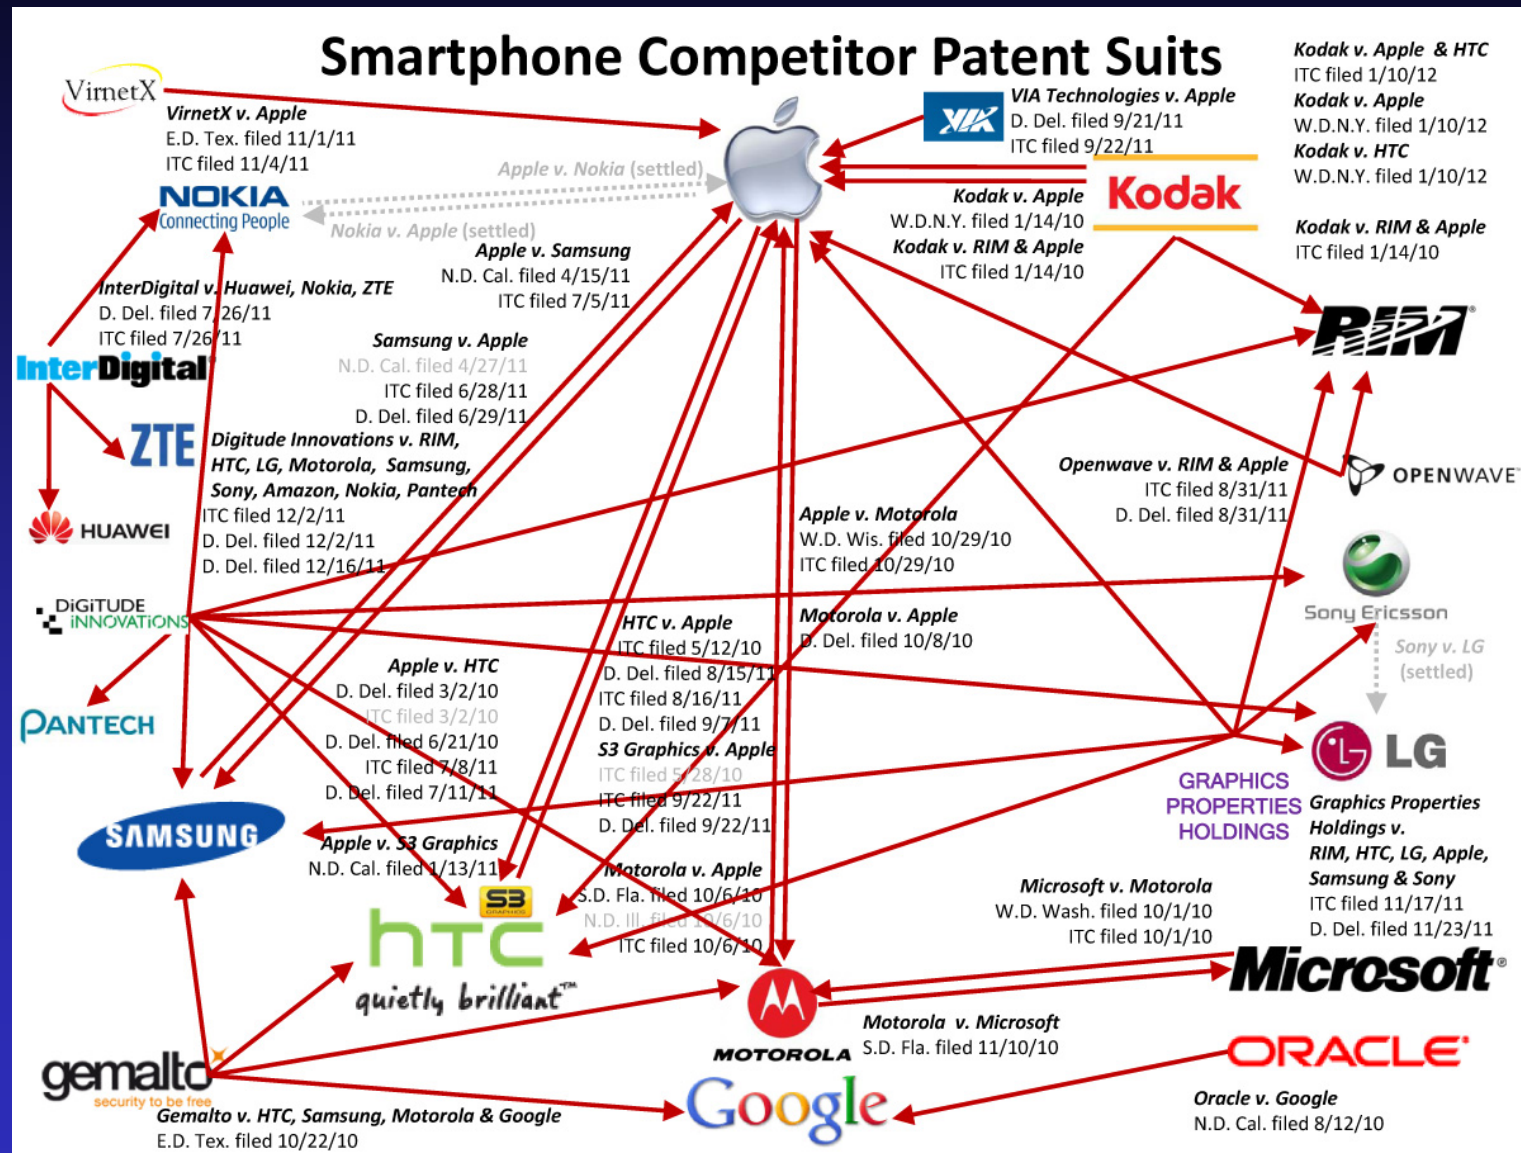 Smartphone Competitor Patent Suits
VirnetX
VirnetX v. Apple
E.D. Tex. filed 11/1/11
ITC filed 11/4/11
VIA
VIA Technologies v. Apple
D. Del. filed 9/21/11
ITC filed 9/22/11
Kodak v. Apple & HTC
ITC filed 1/10/12
Kodak v. Apple
W.D.N.Y. filed 1/10/12
Kodak v. HTC
W.D.N.Y. filed 1/10/12
Kodak v. RIM & Apple
ITC filed 1/14/10
Kodak
Kodak v. Apple
W.D.N.Y. filed 1/14/10
Kodak v. RIM & Apple
ITC filed 1/14/10
NOKIA
Connecting People
Apple v. Nokia (settled)
Nokia v. Apple (settled)
Apple v. Samsung
N.D. Cal. filed 4/15/11
ITC filed 7/5/11
InterDigital v. Huawei, Nokia, ZTE
D. Del. filed 7/26/11
ITC filed 7/26/11
InterDigital
RIM®
Samsung v. Apple
N.D. Cal. filed 4/27/11
ITC filed 6/28/11
D. Del. filed 6/29/11
ZTE
HUAWEI
Digitude Innovations v. RIM,
HTC, LG, Motorola, Samsung,
Sony, Amazon, Nokia, Pantech
ITC filed 12/2/11
D. Del. filed 12/2/11
D. Del. filed 12/16/11
Openwave v. RIM & Apple
ITC filed 8/31/11
D. Del. filed 8/31/11
OPENWAVE™
Apple v. Motorola
W.D. Wis. filed 10/29/10
ITC filed 10/29/10
Sony Ericsson
Sony v. LG
(settled)
DiGiTUDE
iNNOVATiONS
Motorola v. Apple
D. Del. filed 10/8/10
HTC v. Apple
ITC filed 5/12/10
D. Del. filed 8/15/11
ITC filed 8/16/11
D. Del. filed 9/7/11
S3 Graphics v. Apple
ITC filed 5/28/10
ITC filed 9/22/11
D. Del. filed 9/22/11
Apple v. HTC
D. Del. filed 3/2/10
ITC filed 3/2/10
D. Del. filed 6/21/10
ITC filed 7/8/11
D. Del. filed 7/11/11
PANTECH
LG
GRAPHICS
PROPERTIES
HOLDINGS
Graphics Properties
Holdings v.
RIM, HTC, LG, Apple,
Samsung & Sony
ITC filed 11/17/11
D. Del. filed 11/23/11
SAMSUNG
Apple v. S3 Graphics
N.D. Cal. filed 1/13/11
S3
GRAPHICS
hTC
quietly brilliant™
Motorola v. Apple
S.D. Fla. filed 10/6/10
N.D. Ill. filed 10/6/10
ITC filed 10/6/10
Microsoft v. Motorola
W.D. Wash. filed 10/1/10
ITC filed 10/1/10
Microsoft®
MOTOROLA
Motorola v. Microsoft
S.D. Fla. filed 11/10/10
gemalto
security to be free
Gemalto v. HTC, Samsung, Motorola & Google
E.D. Tex. filed 10/22/10
Google
ORACLE
Oracle v. Google
N.D. Cal. filed 8/12/10